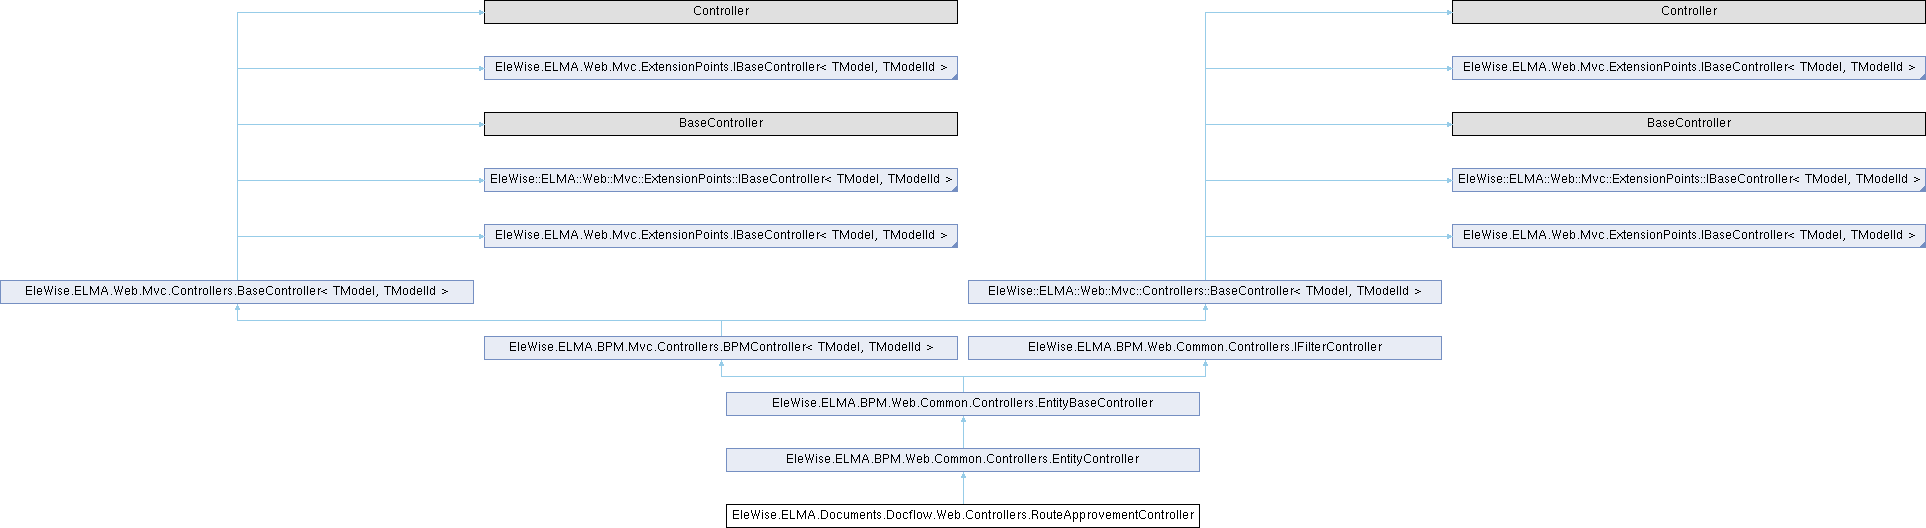 Controller
Controller
EleWise.ELMA.Web.Mvc.ExtensionPoints.IBaseController< TModel, TModelId >
EleWise.ELMA.Web.Mvc.ExtensionPoints.IBaseController< TModel, TModelId >
BaseController
BaseController
EleWise::ELMA::Web::Mvc::ExtensionPoints::IBaseController< TModel, TModelId >
EleWise::ELMA::Web::Mvc::ExtensionPoints::IBaseController< TModel, TModelId >
EleWise.ELMA.Web.Mvc.ExtensionPoints.IBaseController< TModel, TModelId >
EleWise.ELMA.Web.Mvc.ExtensionPoints.IBaseController< TModel, TModelId >
EleWise.ELMA.Web.Mvc.Controllers.BaseController< TModel, TModelId >
EleWise::ELMA::Web::Mvc::Controllers::BaseController< TModel, TModelId >
EleWise.ELMA.BPM.Mvc.Controllers.BPMController< TModel, TModelId >
EleWise.ELMA.BPM.Web.Common.Controllers.IFilterController
EleWise.ELMA.BPM.Web.Common.Controllers.EntityBaseController
EleWise.ELMA.BPM.Web.Common.Controllers.EntityController
EleWise.ELMA.Documents.Docflow.Web.Controllers.RouteApprovementController